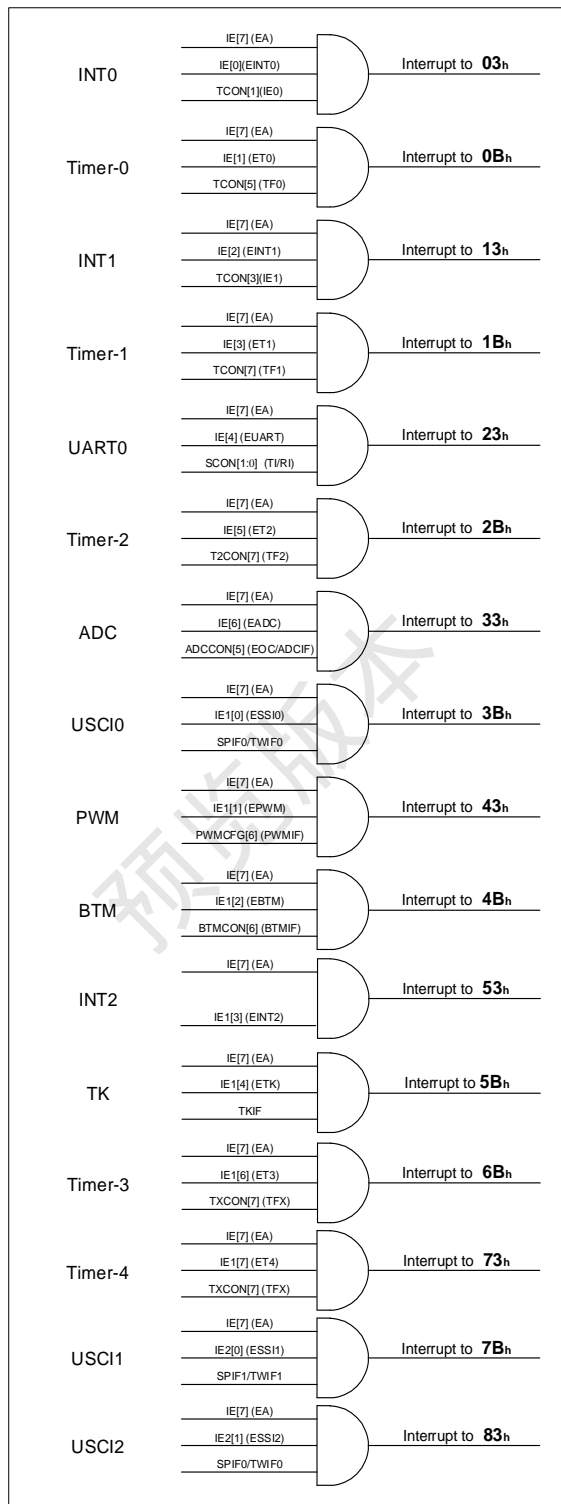 IE[7] (EA)
INT0
IE[0](EINT0)
TCON[1](IE0)
Interrupt to 03h
IE[7] (EA)
Timer-0
IE[1] (ET0)
TCON[5] (TF0)
Interrupt to 0Bh
IE[7] (EA)
INT1
IE[2] (EINT1)
TCON[3](IE1)
Interrupt to 13h
IE[7] (EA)
Timer-1
IE[3] (ET1)
TCON[7] (TF1)
Interrupt to 1Bh
IE[7] (EA)
UART0
IE[4] (EUART)
SCON[1:0] (TI/RI)
Interrupt to 23h
IE[7] (EA)
Timer-2
IE[5] (ET2)
T2CON[7] (TF2)
Interrupt to 2Bh
IE[7] (EA)
ADC
IE[6] (EADC)
ADCCON[5] (EOC/ADCIF)
Interrupt to 33h
IE[7] (EA)
USCI0
IE1[0] (ESSI0)
SPIF0/TWIF0
Interrupt to 3Bh
IE[7] (EA)
PWM
IE1[1] (EPWM)
PWMCFG[6] (PWMIF)
Interrupt to 43h
IE[7] (EA)
BTM
IE1[2] (EBTM)
BTMCON[6] (BTMIF)
Interrupt to 4Bh
IE[7] (EA)
INT2
IE1[3] (EINT2)
Interrupt to 53h
IE[7] (EA)
TK
IE1[4] (ETK)
TKIF
Interrupt to 5Bh
IE[7] (EA)
Timer-3
IE1[6] (ET3)
TXCON[7] (TFX)
Interrupt to 6Bh
IE[7] (EA)
Timer-4
IE1[7] (ET4)
TXCON[7] (TFX)
Interrupt to 73h
IE[7] (EA)
USCI1
IE2[0] (ESSI1)
SPIF1/TWIF1
Interrupt to 7Bh
IE[7] (EA)
USCI2
IE2[1] (ESSI2)
SPIF0/TWIF0
Interrupt to 83h
预览版本